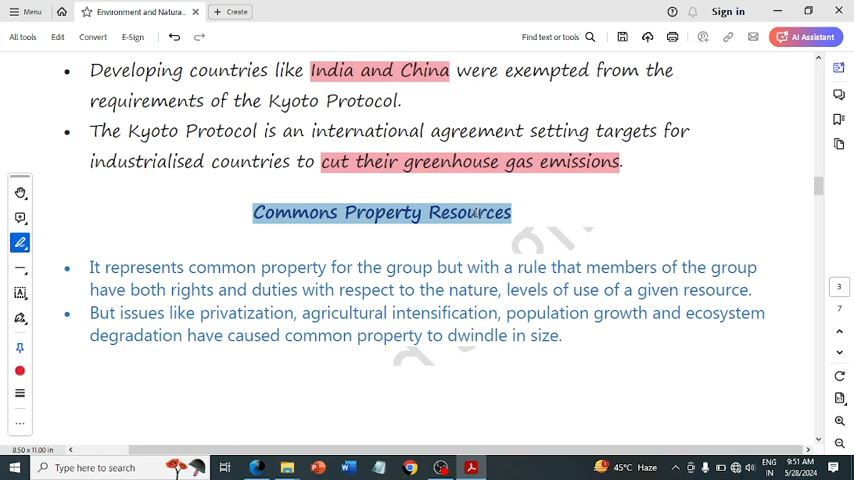 Menu
Environment and Natura...
Create
Sign in
All tools Edit Convert E-Sign
Find text or tools
AI Assistant
• Developing countries like India and China were exempted from the
requirements of the Kyoto Protocol.
• The Kyoto Protocol is an international agreement setting targets for
industrialised countries to cut their greenhouse gas emissions.
Commons Property Resources
• It represents common property for the group but with a rule that members of the group
have both rights and duties with respect to the nature, levels of use of a given resource.
• But issues like privatization, agricultural intensification, population growth and ecosystem
degradation have caused common property to dwindle in size.
3
7
8.50 x 11.00 in
Type here to search
45°C Haze
ENG
IN
9:51 AM
5/28/2024